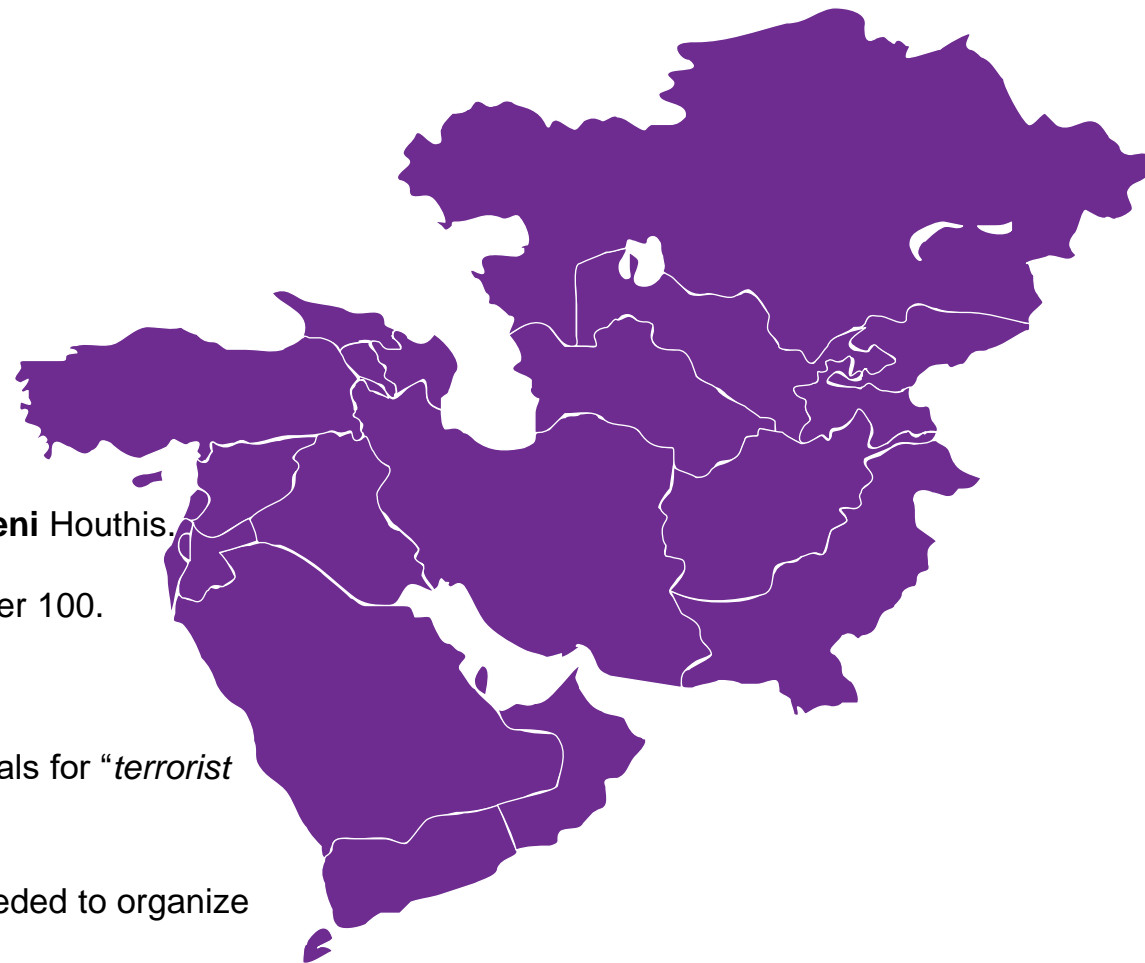 eni Houthis.
er 100.
als for “terrorist
eded to organize